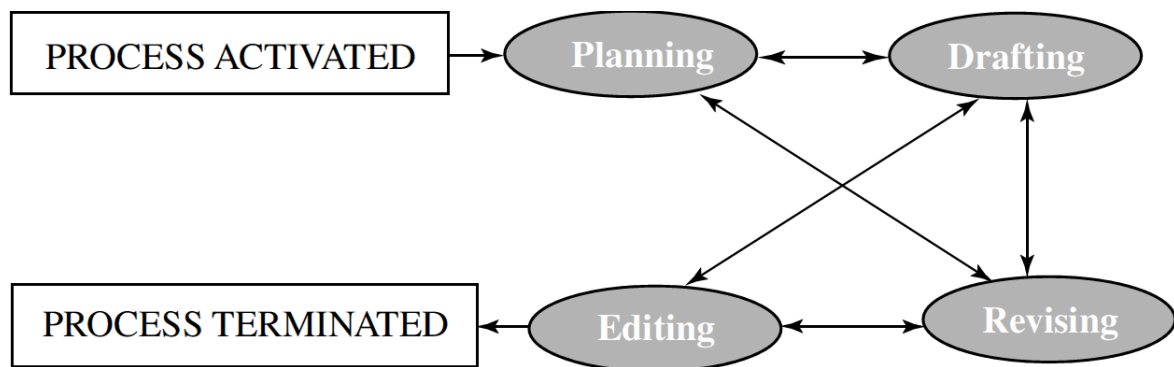 PROCESS ACTIVATED
Planning
Drafting
PROCESS TERMINATED
Editing
Revising